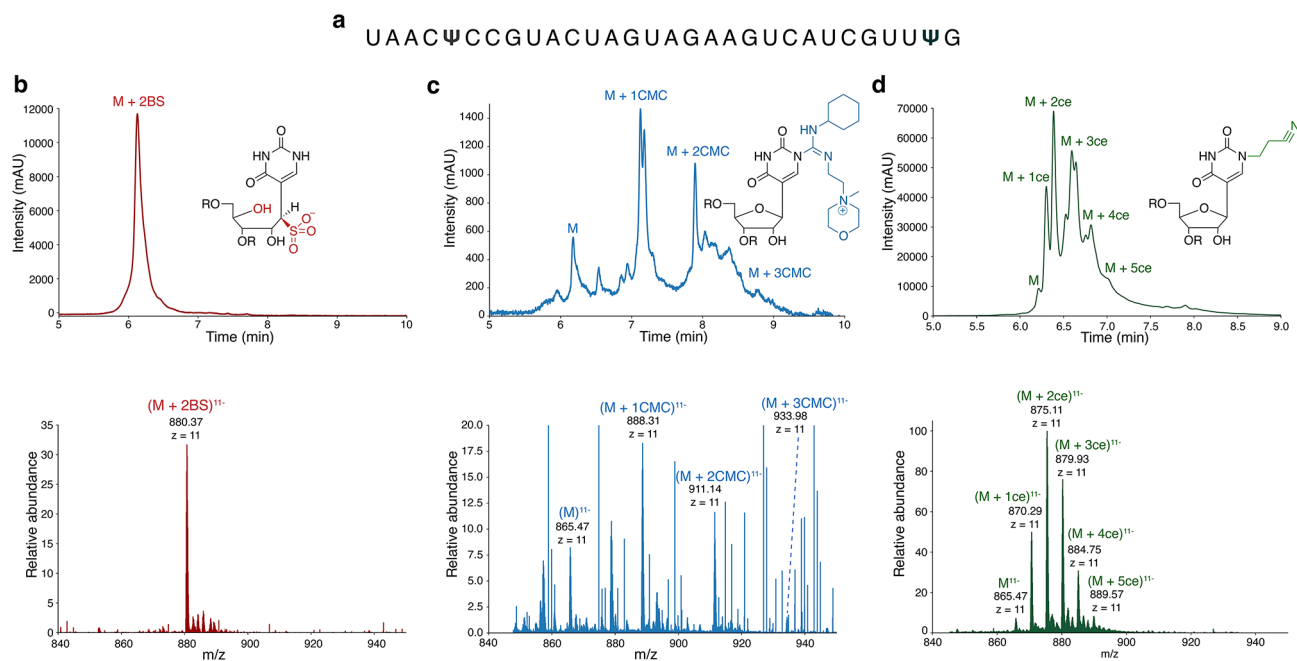 a
UAACΨCCGUACUAGUAGAAGUCAUCGUUΨG
b
M + 2BS
Intensity (mAU)
12000
10000
8000
6000
4000
2000
0
5 6 7 8 9 10
Time (min)
O
HN NH
O
RO OH H
O⁻
S=O
O
OR OH
c
M + 1CMC
M + 2CMC
M
M + 3CMC
Intensity (mAU)
1400
1200
1000
800
600
400
200
0
5 6 7 8 9 10
Time (min)
HN
O
HN N N
O
RO O
N
+
O
OR OH
d
M + 2ce
M + 3ce
M + 1ce
M + 4ce
M + 5ce
M
Intensity (mAU)
70000
60000
50000
40000
30000
20000
10000
0
5.0 5.5 6.0 6.5 7.0 7.5 8.0 8.5 9.0
Time (min)
N
O
HN N
O
RO O
OR OH
(M + 2BS)¹¹⁻
880.37
z = 11
Relative abundance
35
30
25
20
15
10
5
0
840 860 880 900 920 940
m/z
(M + 1CMC)¹¹⁻
888.31
z = 11
(M + 3CMC)¹¹⁻
933.98
z = 11
(M + 2CMC)¹¹⁻
911.14
z = 11
(M)¹¹⁻
865.47
z = 11
Relative abundance
20.0
17.5
15.0
12.5
10.0
7.5
5.0
2.5
0.0
840 860 880 900 920 940
m/z
(M + 2ce)¹¹⁻
875.11
z = 11
(M + 3ce)¹¹⁻
879.93
z = 11
(M + 1ce)¹¹⁻
870.29
z = 11
(M + 4ce)¹¹⁻
884.75
z = 11
(M + 5ce)¹¹⁻
889.57
z = 11
M¹¹⁻
865.47
z = 11
Relative abundance
100
80
60
40
20
0
840 860 880 900 920 940
m/z